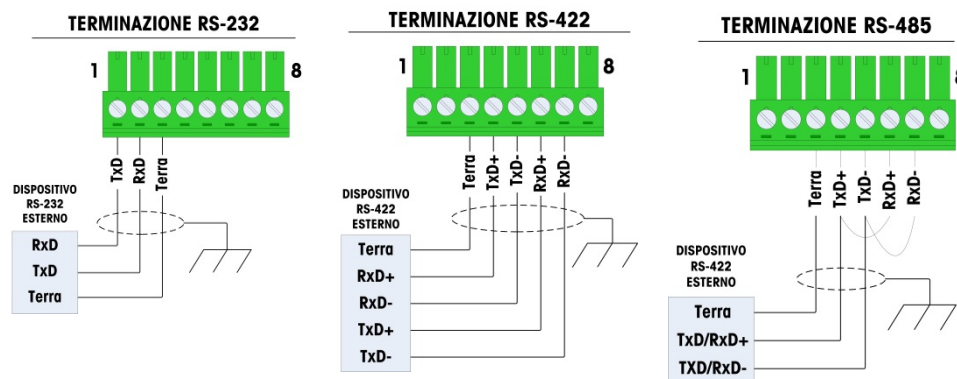 TERMINAZIONE RS-232
1
8
TxD
RxD
Terra
DISPOSITIVO
RS-232
ESTERNO
RxD
TxD
Terra
TERMINAZIONE RS-422
1
8
Terra
TxD+
TxD-
RxD+
RxD-
DISPOSITIVO
RS-422
ESTERNO
Terra
RxD+
RxD-
TxD+
TxD-
TERMINAZIONE RS-485
1
8
Terra
TxD+
TxD-
RxD+
RxD-
DISPOSITIVO
RS-422
ESTERNO
Terra
TxD/RxD+
TXD/RxD-